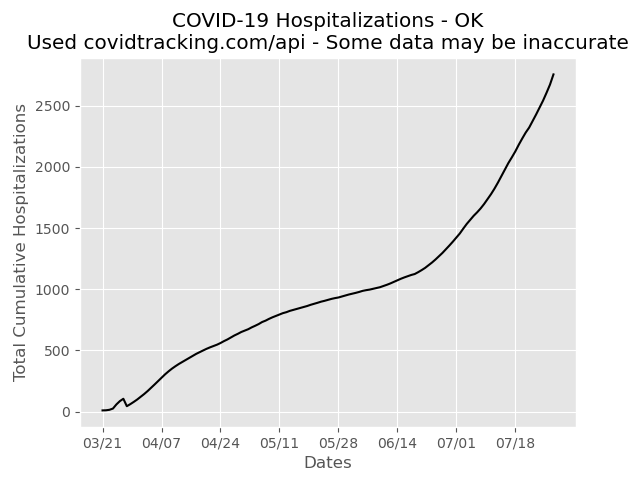 COVID-19 Hospitalizations - OK
Used covidtracking.com/api - Some data may be inaccurate
Total Cumulative Hospitalizations
2500
2000
1500
1000
500
0
03/21 04/07 04/24 05/11 05/28 06/14 07/01 07/18
Dates